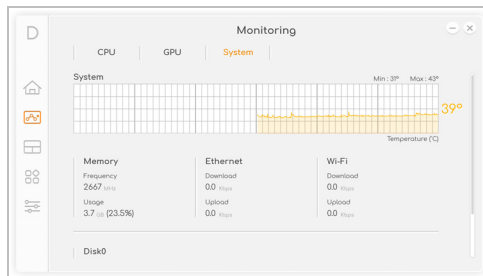 D
Monitoring
CPU GPU System
System
Min : 31° Max : 43°
39°
Temperature (°C)
Memory Ethernet Wi-Fi
Frequency Download Download
2667 MHz 0.0 Kbps 0.0 Kbps
Usage Upload Upload
3.7 GB (23.5%) 0.0 Kbps 0.0 Kbps
Disk0